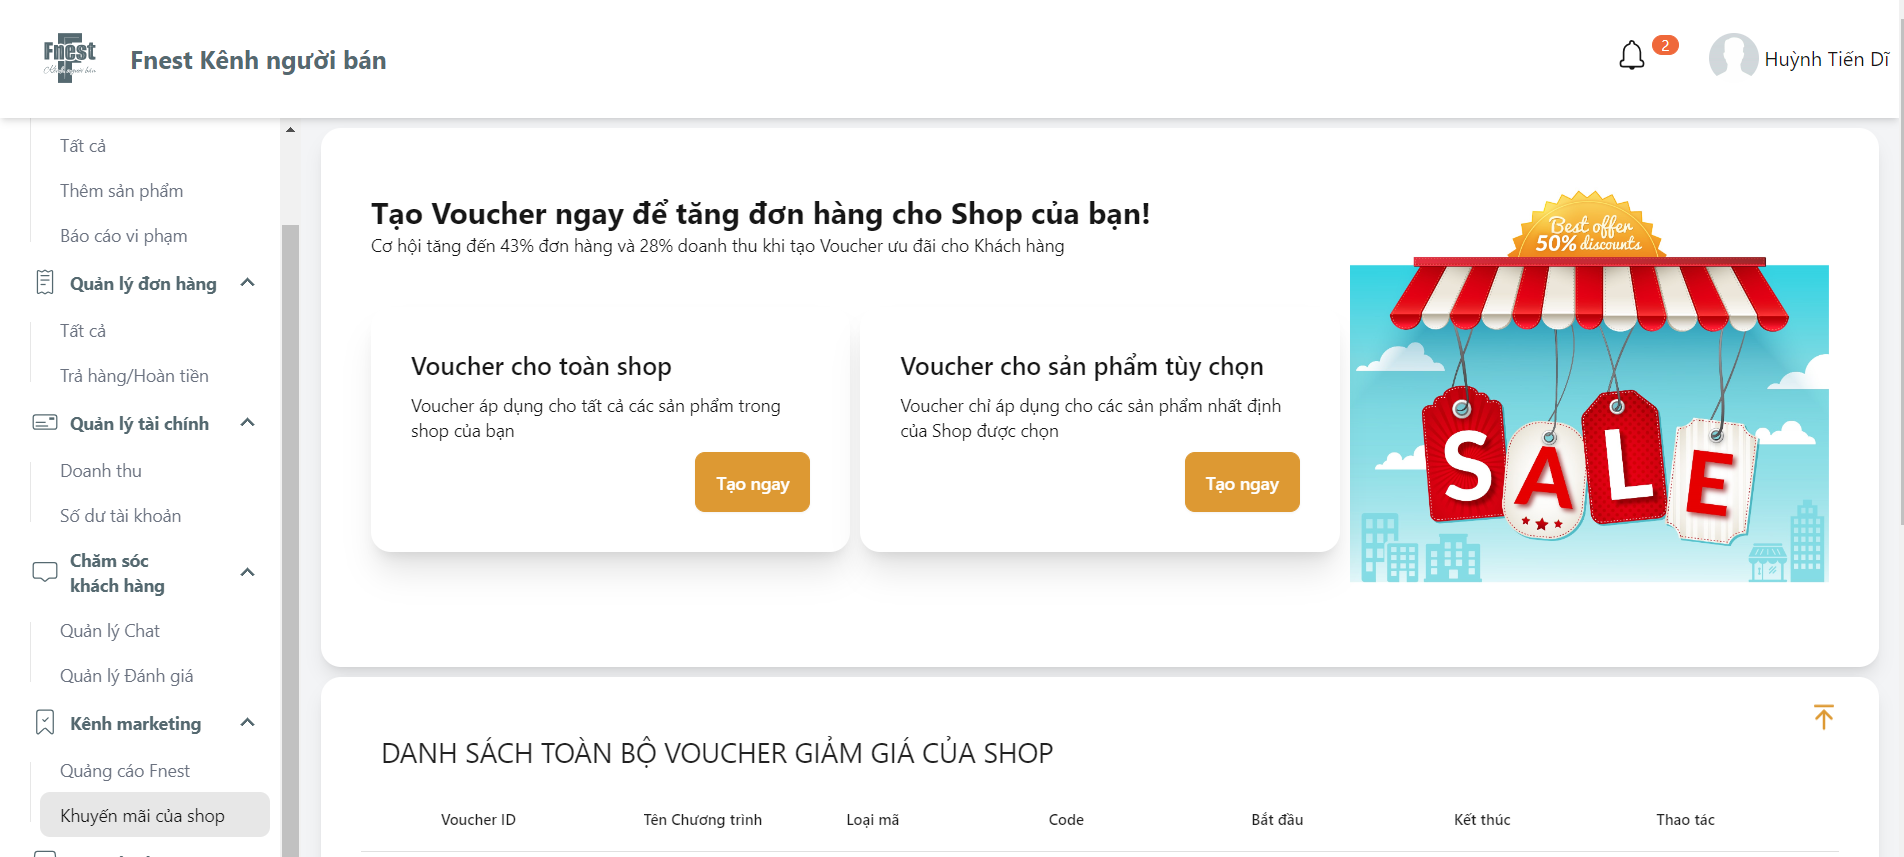 Fnest
Kênh người bán
Fnest Kênh người bán
2
Huỳnh Tiến Dĩ
Tất cả
Thêm sản phẩm
Báo cáo vi phạm
Quản lý đơn hàng
Tất cả
Trả hàng/Hoàn tiền
Quản lý tài chính
Doanh thu
Số dư tài khoản
Chăm sóc
khách hàng
Quản lý Chat
Quản lý Đánh giá
Kênh marketing
Quảng cáo Fnest
Khuyến mãi của shop
Tạo Voucher ngay để tăng đơn hàng cho Shop của bạn!
Cơ hội tăng đến 43% đơn hàng và 28% doanh thu khi tạo Voucher ưu đãi cho Khách hàng
Voucher cho toàn shop
Voucher áp dụng cho tất cả các sản phẩm trong
shop của bạn
Tạo ngay
Voucher cho sản phẩm tùy chọn
Voucher chỉ áp dụng cho các sản phẩm nhất định
của Shop được chọn
Tạo ngay
Best offer
50% discounts
SALE
DANH SÁCH TOÀN BỘ VOUCHER GIẢM GIÁ CỦA SHOP
Voucher ID Tên Chương trình Loại mã Code Bắt đầu Kết thúc Thao tác